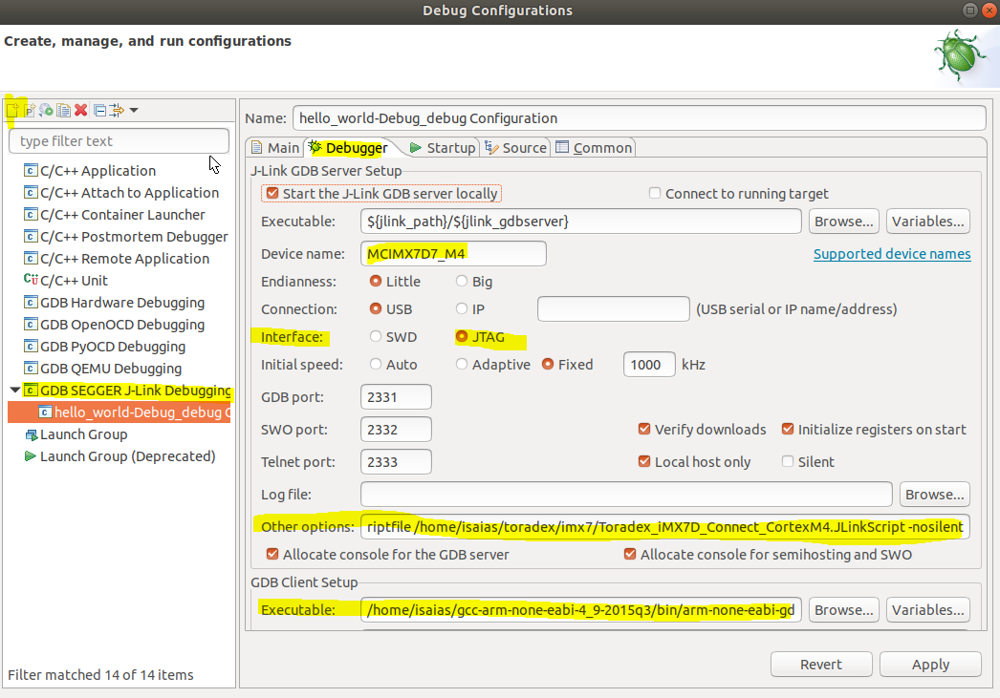 Debug Configurations
Create, manage, and run configurations
type filter text
C/C++ Application
C/C++ Attach to Application
C/C++ Container Launcher
C/C++ Postmortem Debugger
C/C++ Remote Application
C/C++ Unit
GDB Hardware Debugging
GDB OpenOCD Debugging
GDB PyOCD Debugging
GDB QEMU Debugging
GDB SEGGER J-Link Debugging
hello_world-Debug_debug C
Launch Group
Launch Group (Deprecated)
Filter matched 14 of 14 items
Name: hello_world-Debug_debug Configuration
Main Debugger Startup Source Common
J-Link GDB Server Setup
Start the J-Link GDB server locally Connect to running target
Executable: ${jlink_path}/${jlink_gdbserver} Browse... Variables...
Device name: MCIMX7D7_M4 Supported device names
Endianness: Little Big
Connection: USB IP (USB serial or IP name/address)
Interface: SWD JTAG
Initial speed: Auto Adaptive Fixed 1000 kHz
GDB port: 2331
SWO port: 2332 Verify downloads Initialize registers on start
Telnet port: 2333 Local host only Silent
Log file: Browse...
Other options: riptfile /home/isaias/toradex/imx7/Toradex_iMX7D_Connect_CortexM4.JLinkScript -nosilent
Allocate console for the GDB server Allocate console for semihosting and SWO
GDB Client Setup
Executable: /home/isaias/gcc-arm-none-eabi-4_9-2015q3/bin/arm-none-eabi-gd Browse... Variables...
Revert Apply